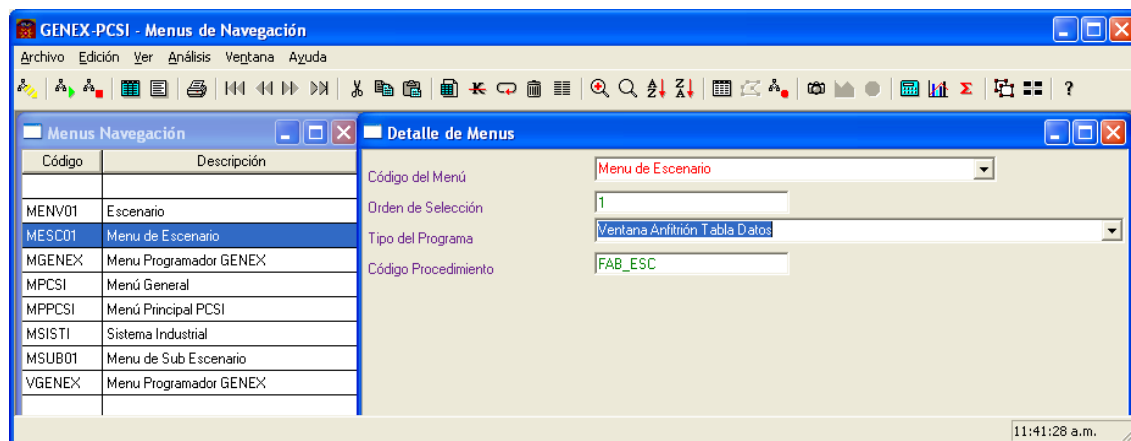 GENEX-PCSI - Menus de Navegación
Archivo Edición Ver Análisis Ventana Ayuda
Menus Navegación
Código Descripción
MENV01 Escenario
MESC01 Menu de Escenario
MGENEX Menu Programador GENEX
MPCSI Menú General
MPPCSI Menú Principal PCSI
MSISTI Sistema Industrial
MSUB01 Menu de Sub Escenario
VGENEX Menu Programador GENEX
Detalle de Menus
Código del Menú Menu de Escenario
Orden de Selección 1
Tipo del Programa Ventana Anfitrión Tabla Datos
Código Procedimiento FAB_ESC
11:41:28 a.m.